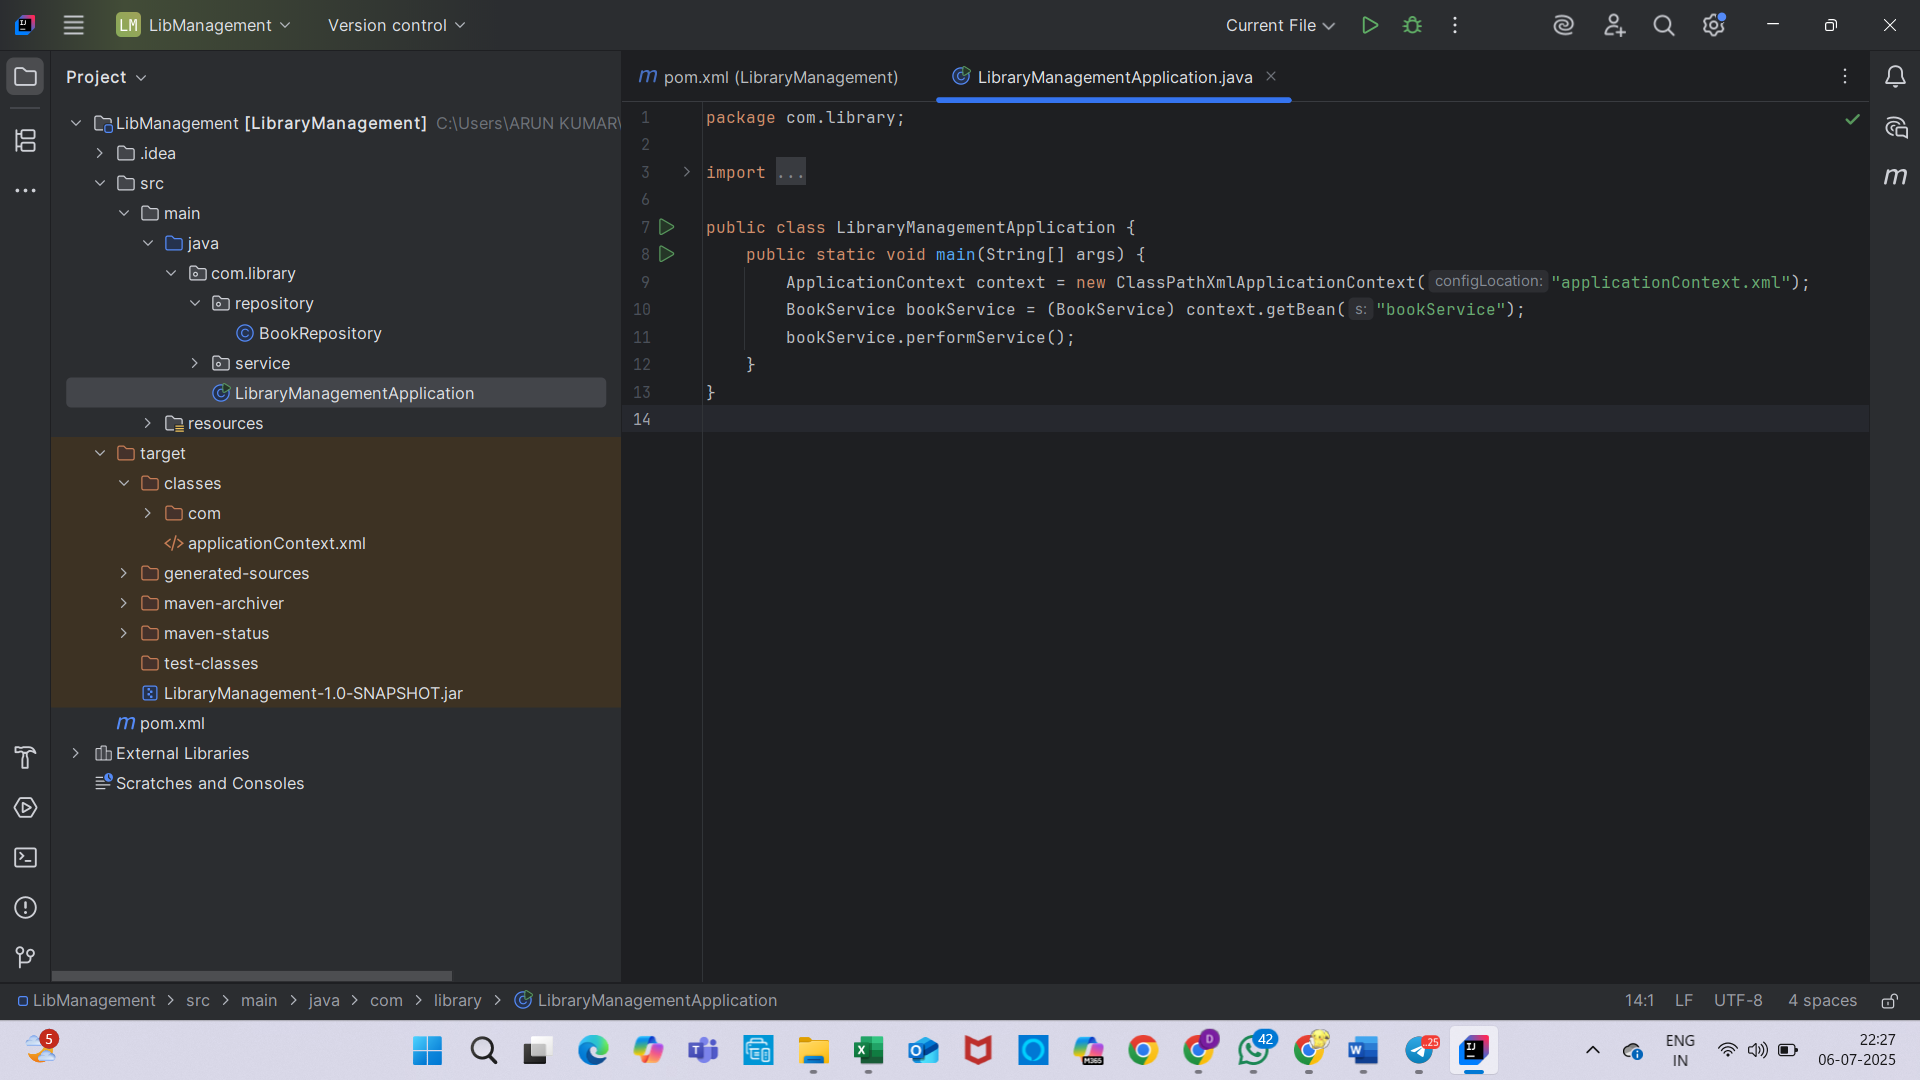 LM LibManagement
Version control
Current File
Project
pom.xml (LibraryManagement)
LibraryManagementApplication.java
LibManagement [LibraryManagement] C:\Users\ARUN KUMAR\
.idea
src
main
java
com.library
repository
BookRepository
service
LibraryManagementApplication
resources
target
classes
com
applicationContext.xml
generated-sources
maven-archiver
maven-status
test-classes
LibraryManagement-1.0-SNAPSHOT.jar
m pom.xml
External Libraries
Scratches and Consoles
1 package com.library;
2
3 import ...
6
7 public class LibraryManagementApplication {
8 public static void main(String[] args) {
9 ApplicationContext context = new ClassPathXmlApplicationContext( configLocation: "applicationContext.xml");
10 BookService bookService = (BookService) context.getBean( s: "bookService");
11 bookService.performService();
12 }
13 }
14
LibManagement > src > main > java > com > library > LibraryManagementApplication
14:1 LF UTF-8 4 spaces
5
42
ENG
IN
22:27
06-07-2025